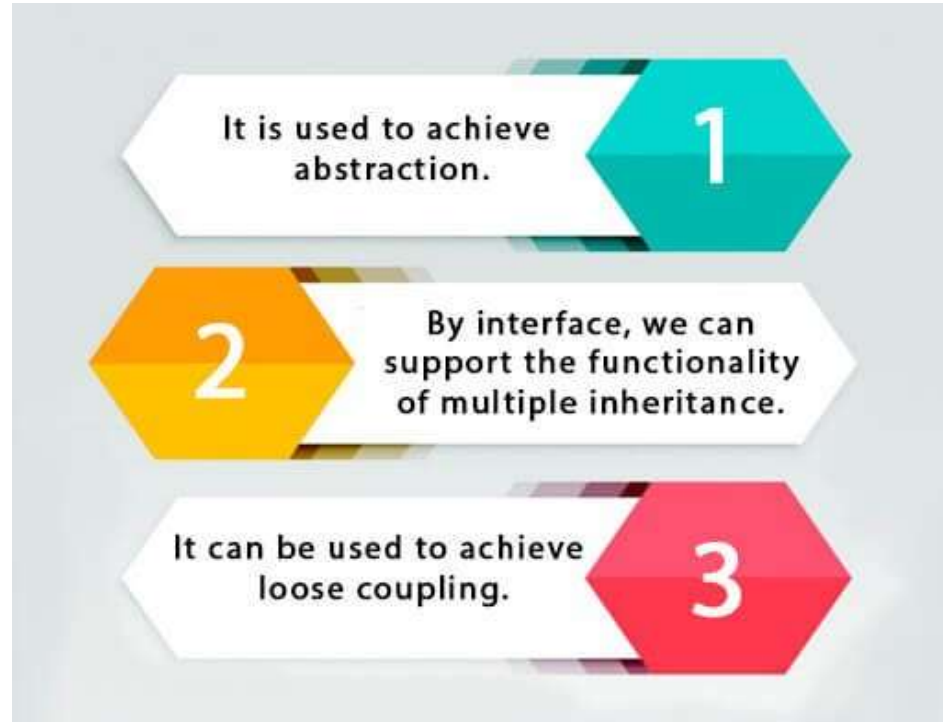 It is used to achieve
abstraction.
1
2
By interface, we can
support the functionality
of multiple inheritance.
It can be used to achieve
loose coupling.
3